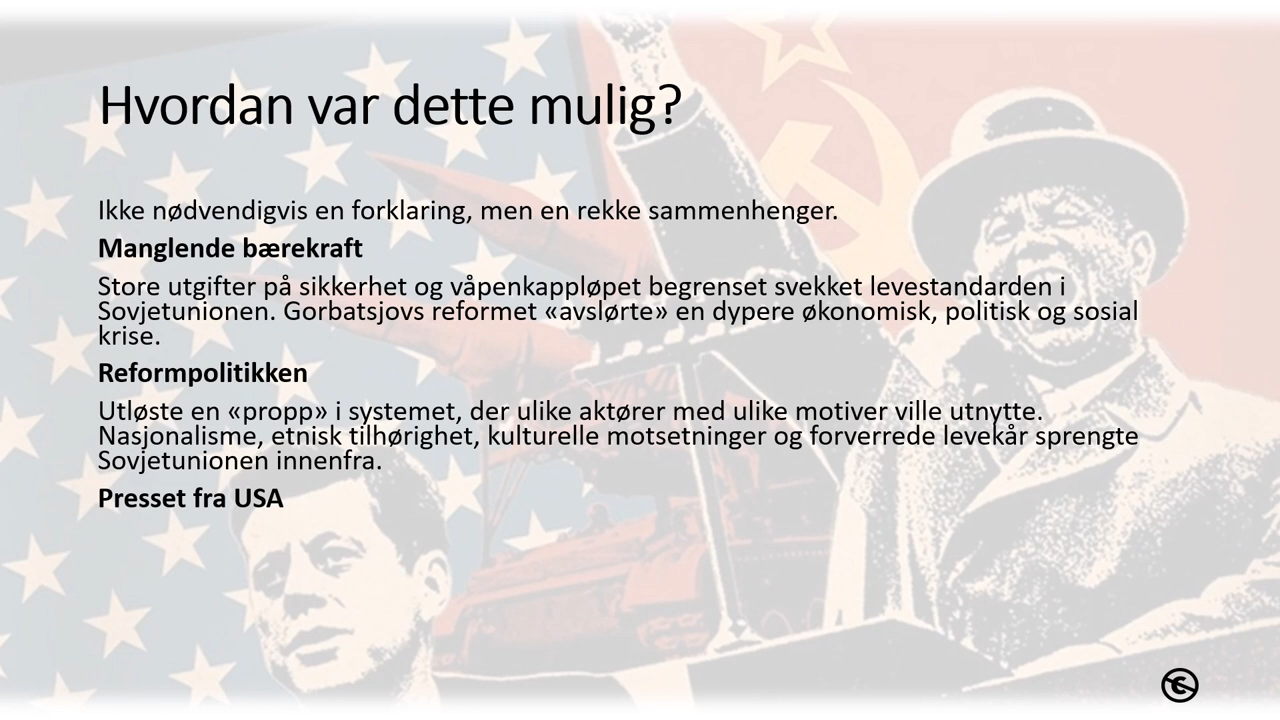 Hvordan var dette mulig?
Ikke nødvendigvis en forklaring, men en rekke sammenhenger.
Manglende bærekraft
Store utgifter på sikkerhet og våpenkappløpet begrenset svekket levestandarden i
Sovjetunionen. Gorbatsjovs reformet «avslørte» en dypere økonomisk, politisk og sosial
krise.
Reformpolitikken
Utløste en «propp» i systemet, der ulike aktører med ulike motiver ville utnytte.
Nasjonalisme, etnisk tilhørighet, kulturelle motsetninger og forverrede levekår sprengte
Sovjetunionen innenfra.
Presset fra USA